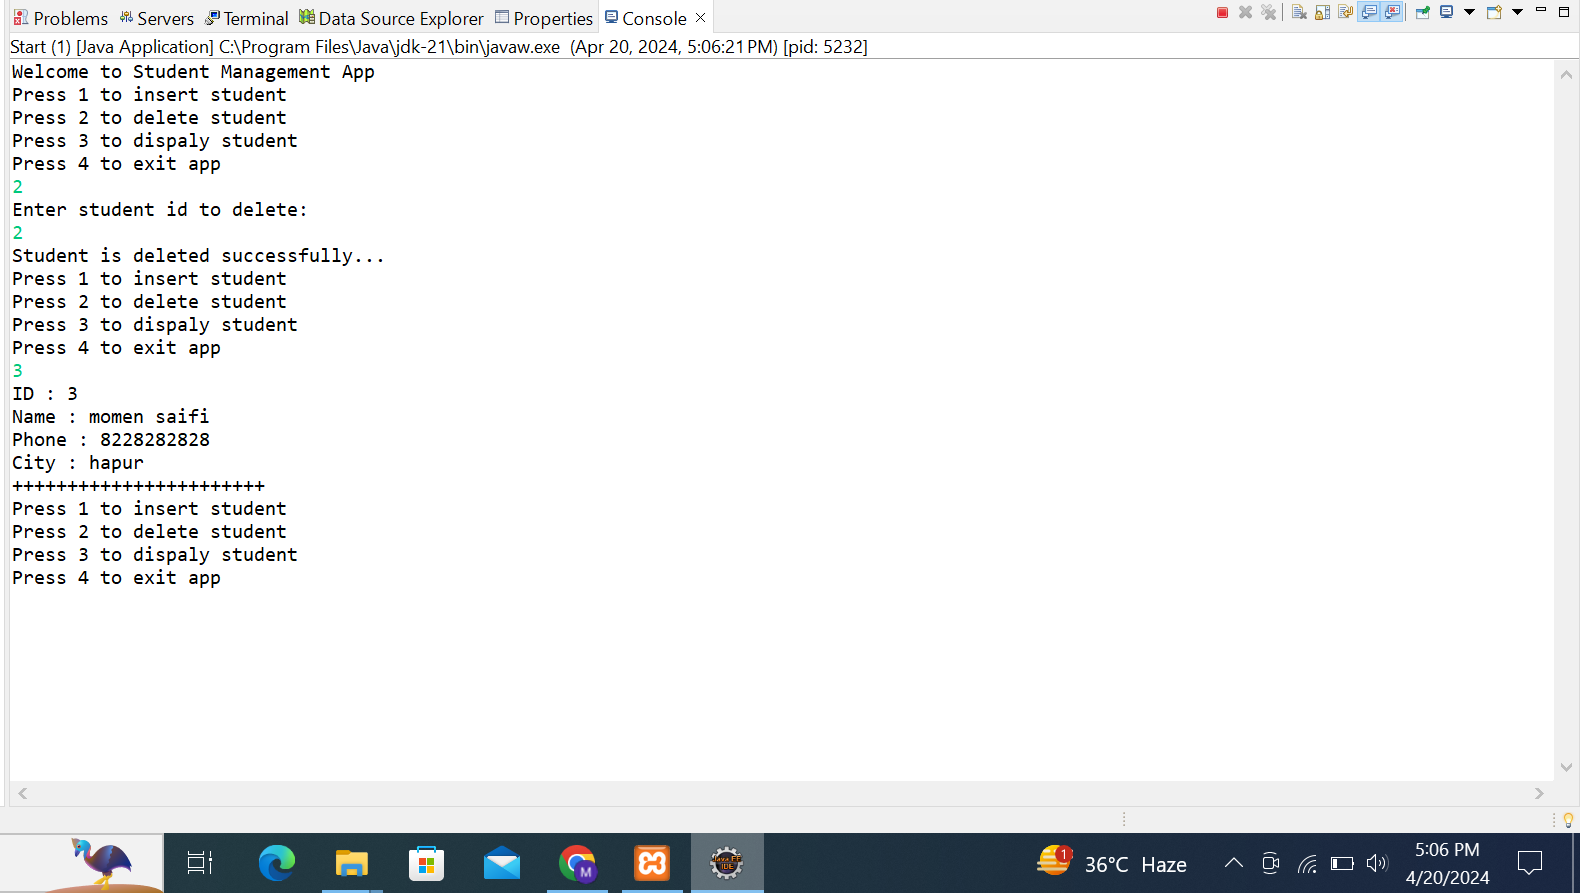 Problems Servers Terminal Data Source Explorer Properties Console
Start (1) [Java Application] C:\Program Files\Java\jdk-21\bin\javaw.exe (Apr 20, 2024, 5:06:21 PM) [pid: 5232]
Welcome to Student Management App
Press 1 to insert student
Press 2 to delete student
Press 3 to dispaly student
Press 4 to exit app
2
Enter student id to delete:
2
Student is deleted successfully...
Press 1 to insert student
Press 2 to delete student
Press 3 to dispaly student
Press 4 to exit app
3
ID : 3
Name : momen saifi
Phone : 8228282828
City : hapur
+++++++++++++++++++++++
Press 1 to insert student
Press 2 to delete student
Press 3 to dispaly student
Press 4 to exit app
M
Java EE
IDE
1
36°C Haze
5:06 PM
4/20/2024